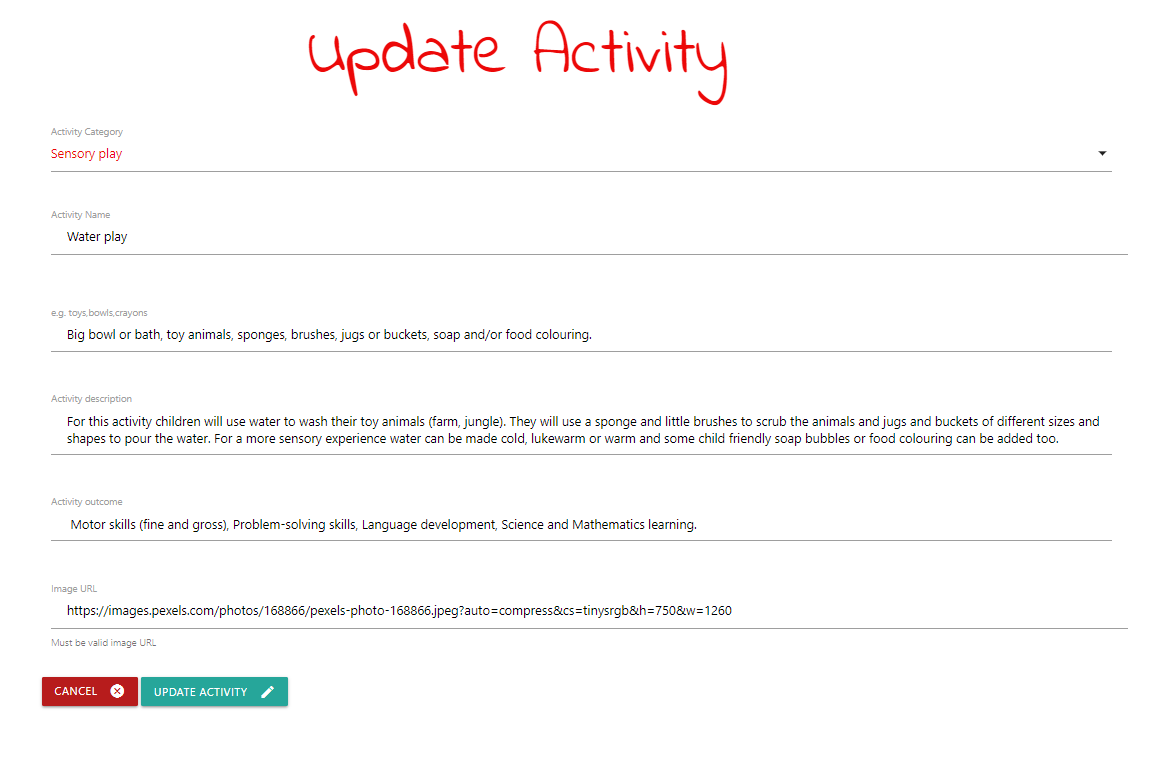 Update Activity
Activity Category
Sensory play
Activity Name
Water play
e.g. toys,bowls,crayons
Big bowl or bath, toy animals, sponges, brushes, jugs or buckets, soap and/or food colouring.
Activity description
For this activity children will use water to wash their toy animals (farm, jungle). They will use a sponge and little brushes to scrub the animals and jugs and buckets of different sizes and
shapes to pour the water. For a more sensory experience water can be made cold, lukewarm or warm and some child friendly soap bubbles or food colouring can be added too.
Activity outcome
Motor skills (fine and gross), Problem-solving skills, Language development, Science and Mathematics learning.
Image URL
https://images.pexels.com/photos/168866/pexels-photo-168866.jpeg?auto=compress&cs=tinysrgb&h=750&w=1260
Must be valid image URL
CANCEL UPDATE ACTIVITY